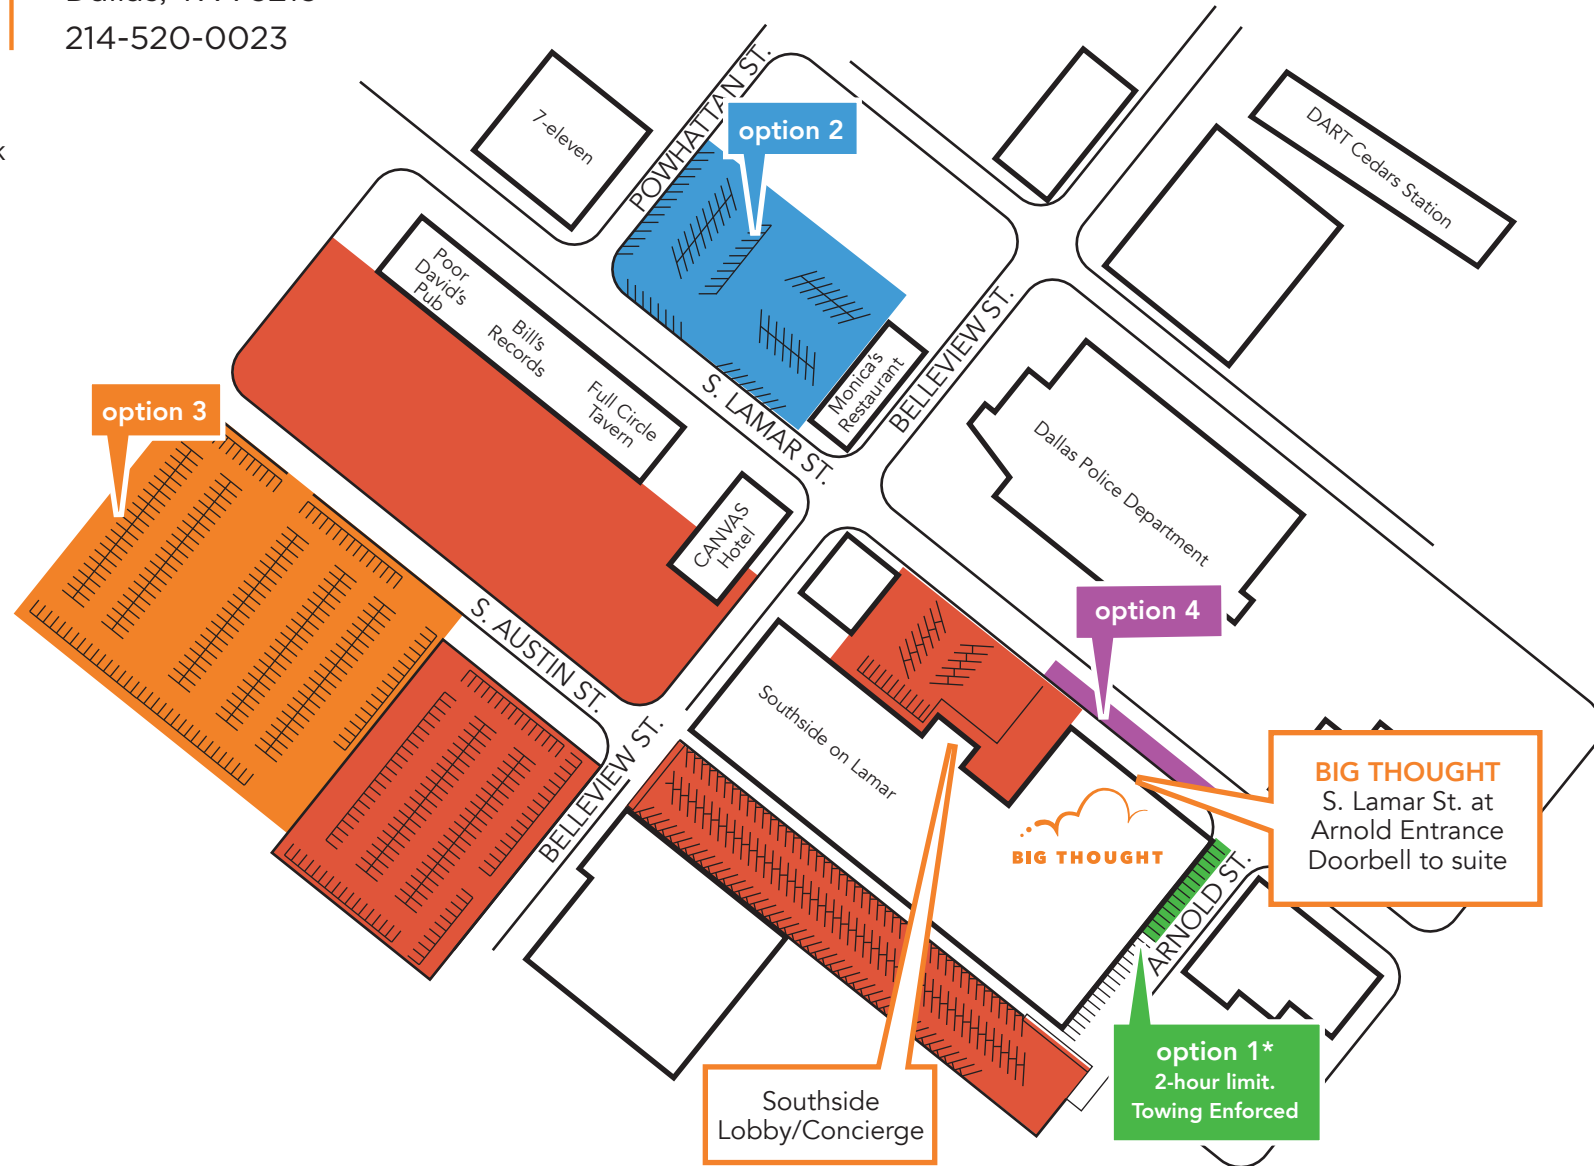 214-520-0023
k
7-eleven
POWHATTAN ST.
option 2
DART Cedars Station
Poor
David's
Pub
Bill's
Records
Full Circle
Tavern
S. LAMAR ST.
Monica's
Restaurant
BELLEVIEW ST.
option 3
CANVAS
Hotel
Dallas Police Department
S. AUSTIN ST.
option 4
Southside on Lamar
BELLEVIEW ST.
BIG THOUGHT
S. Lamar St. at
Arnold Entrance
Doorbell to suite
BIG THOUGHT
ARNOLD ST.
option 1*
2-hour limit.
Towing Enforced
Southside
Lobby/Concierge